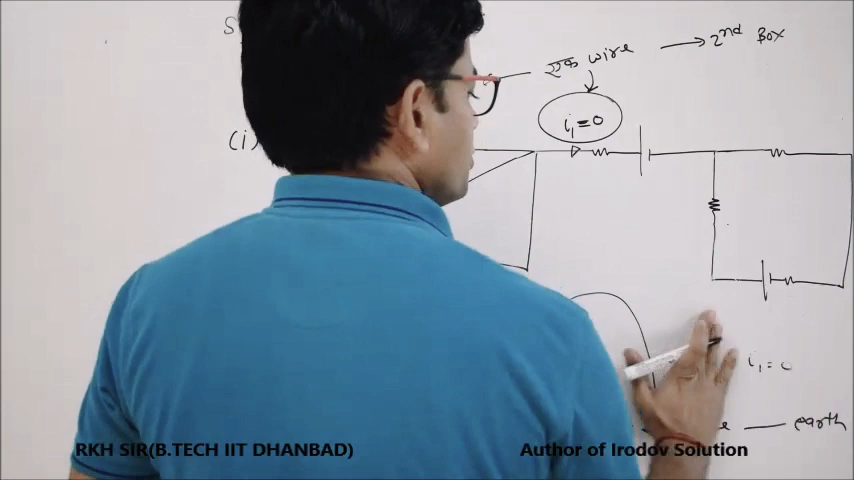 S
एक wire → 2nd Box
i₁=0
(i)
i₁=0
earth
RKH SIR(B.TECH IIT DHANBAD)
Author of Irodov Solution